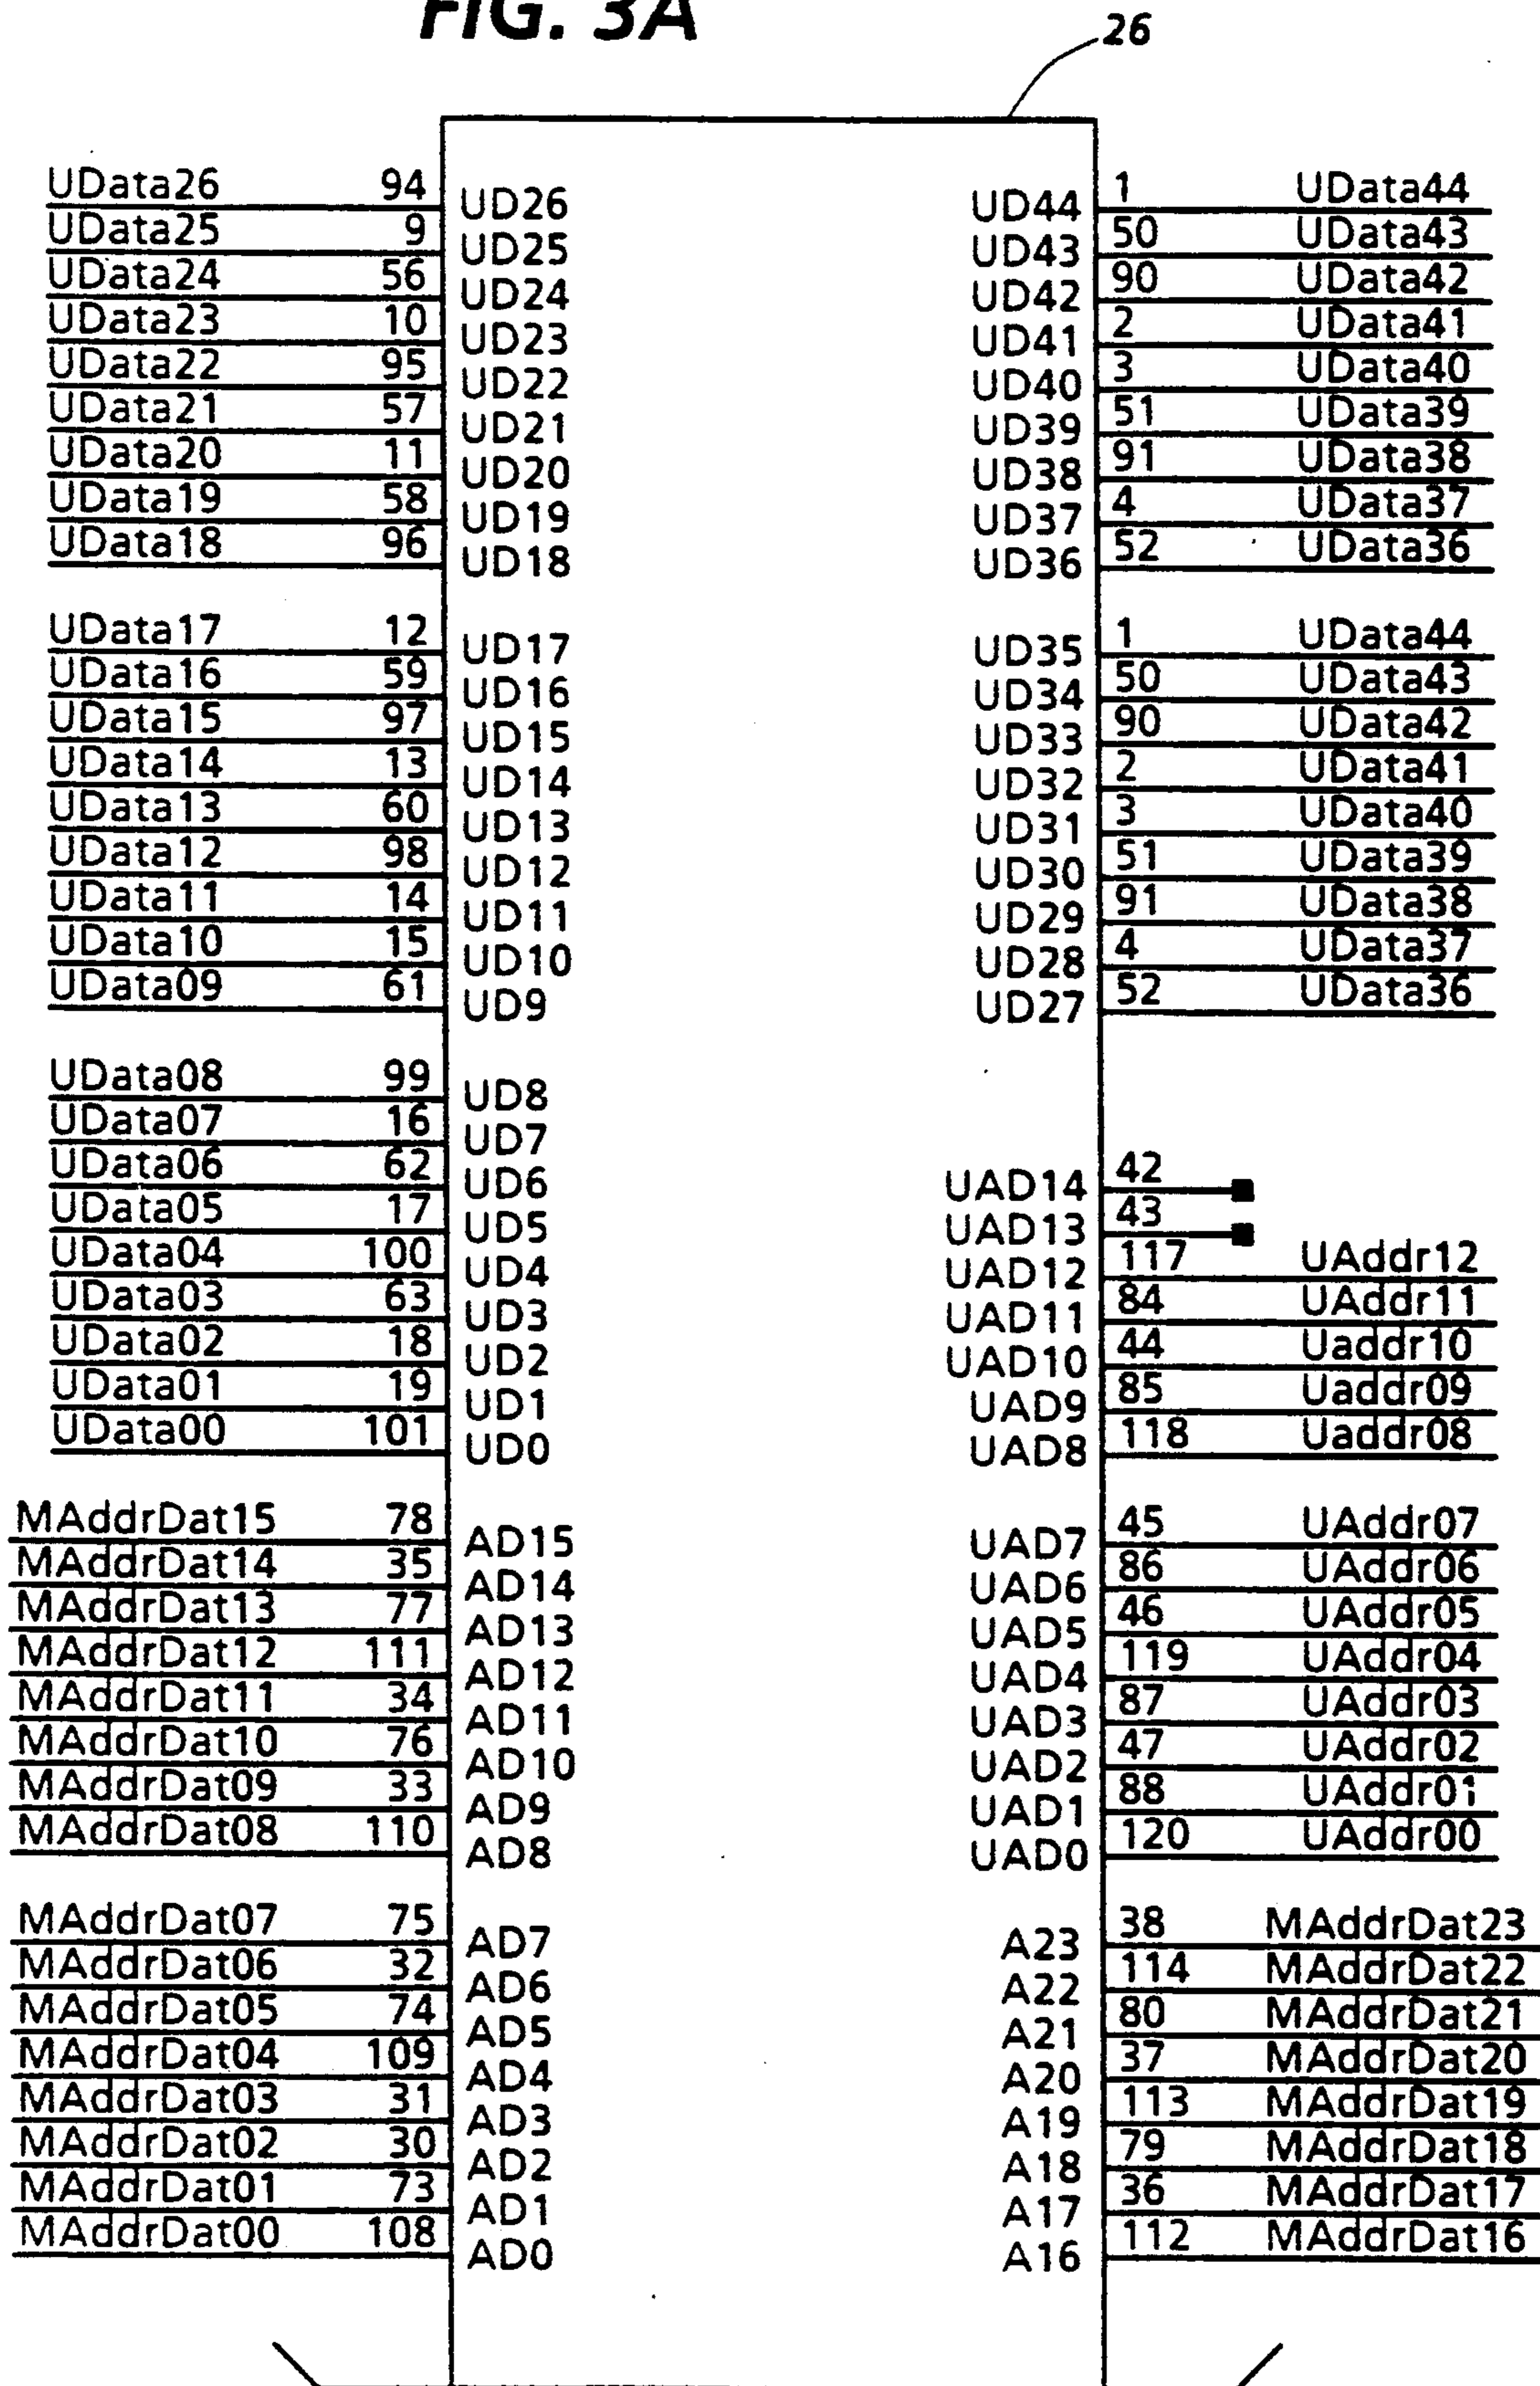 FIG. 3A
26
UData26 94 UD26 UD44 1 UData44
UData25 9 UD25 UD43 50 UData43
UData24 56 UD24 UD42 90 UData42
UData23 10 UD23 UD41 2 UData41
UData22 95 UD22 UD40 3 UData40
UData21 57 UD21 UD39 51 UData39
UData20 11 UD20 UD38 91 UData38
UData19 58 UD19 UD37 4 UData37
UData18 96 UD18 UD36 52 UData36
UData17 12 UD17 UD35 1 UData44
UData16 59 UD16 UD34 50 UData43
UData15 97 UD15 UD33 90 UData42
UData14 13 UD14 UD32 2 UData41
UData13 60 UD13 UD31 3 UData40
UData12 98 UD12 UD30 51 UData39
UData11 14 UD11 UD29 91 UData38
UData10 15 UD10 UD28 4 UData37
UData09 61 UD9 UD27 52 UData36
UData08 99 UD8
UData07 16 UD7
UData06 62 UD6 UAD14 42
UData05 17 UD5 UAD13 43
UData04 100 UD4 UAD12 117 UAddr12
UData03 63 UD3 UAD11 84 UAddr11
UData02 18 UD2 UAD10 44 Uaddr10
UData01 19 UD1 UAD9 85 Uaddr09
UData00 101 UD0 UAD8 118 Uaddr08
MAddrDat15 78 AD15 UAD7 45 UAddr07
MAddrDat14 35 AD14 UAD6 86 UAddr06
MAddrDat13 77 AD13 UAD5 46 UAddr05
MAddrDat12 111 AD12 UAD4 119 UAddr04
MAddrDat11 34 AD11 UAD3 87 UAddr03
MAddrDat10 76 AD10 UAD2 47 UAddr02
MAddrDat09 33 AD9 UAD1 88 UAddr01
MAddrDat08 110 AD8 UAD0 120 UAddr00
MAddrDat07 75 AD7 A23 38 MAddrDat23
MAddrDat06 32 AD6 A22 114 MAddrDat22
MAddrDat05 74 AD5 A21 80 MAddrDat21
MAddrDat04 109 AD4 A20 37 MAddrDat20
MAddrDat03 31 AD3 A19 113 MAddrDat19
MAddrDat02 30 AD2 A18 79 MAddrDat18
MAddrDat01 73 AD1 A17 36 MAddrDat17
MAddrDat00 108 AD0 A16 112 MAddrDat16